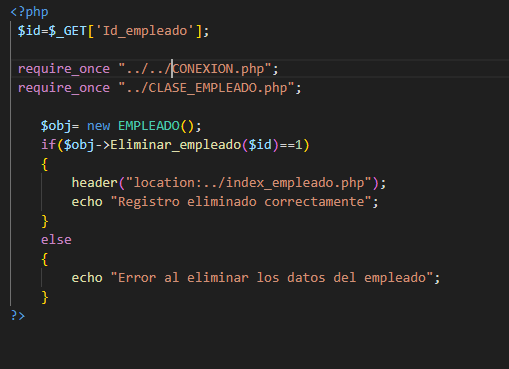 <?php
$id=$_GET['Id_empleado'];
require_once "../../CONEXION.php";
require_once "../CLASE_EMPLEADO.php";
$obj= new EMPLEADO();
if($obj->Eliminar_empleado($id)==1)
{
header("location:../index_empleado.php");
echo "Registro eliminado correctamente";
}
else
{
echo "Error al eliminar los datos del empleado";
}
?>